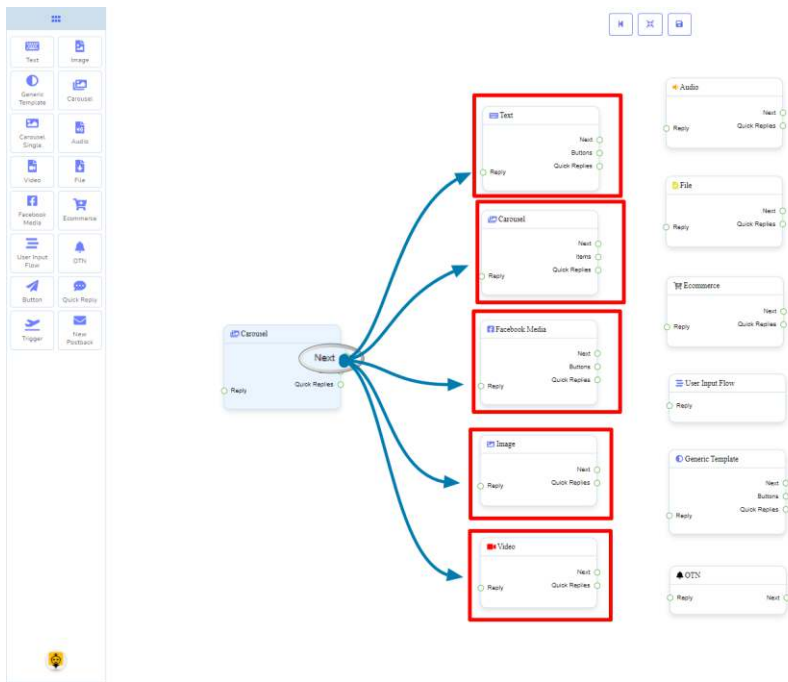 Text
Image
Generic
Template
Carousel
Carousel
Single
Audio
Video
File
Facebook
Media
Ecommerce
User Input
Flow
OTN
Button
Quick Reply
Trigger
New
Postback
Carousel
Next
Reply
Quick Replies
Text
Next
Buttons
Quick Replies
Reply
Carousel
Next
Items
Quick Replies
Reply
Facebook Media
Next
Buttons
Quick Replies
Reply
Image
Next
Reply
Quick Replies
Video
Next
Reply
Quick Replies
Audio
Next
Reply
Quick Replies
File
Next
Reply
Quick Replies
Ecommerce
Next
Reply
Quick Replies
User Input Flow
Reply
Generic Template
Next
Buttons
Quick Replies
Reply
OTN
Reply
Next